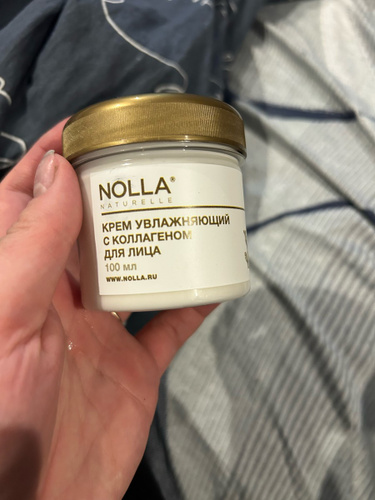 NOLLA®
NATURELLE
КРЕМ УВЛАЖНЯЮЩИЙ
С КОЛЛАГЕНОМ
ДЛЯ ЛИЦА
100 мл
WWW.NOLLA.RU